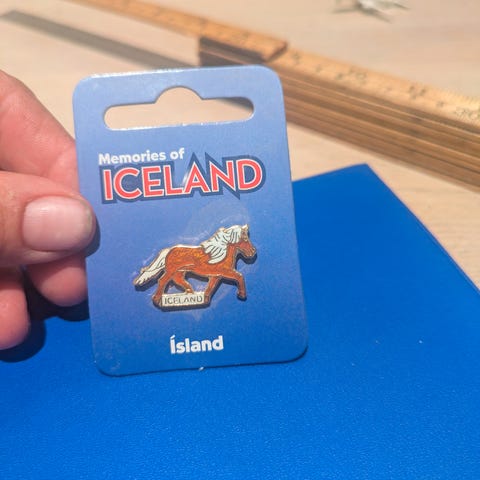 Memories of
ICELAND
ICELAND
Ísland